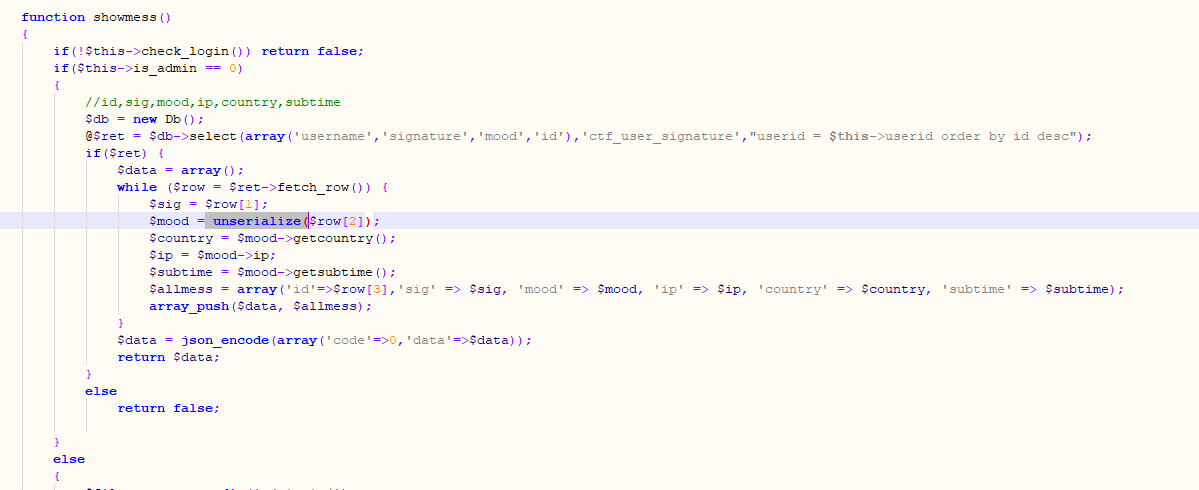 function showmess()
{
if(!$this->check_login()) return false;
if($this->is_admin == 0)
{
//id,sig,mood,ip,country,subtime
$db = new Db();
@$ret = $db->select(array('username','signature','mood','id'),'ctf_user_signature',"userid = $this->userid order by id desc");
if($ret) {
$data = array();
while ($row = $ret->fetch_row()) {
$sig = $row[1];
$mood = unserialize($row[2]);
$country = $mood->getcountry();
$ip = $mood->ip;
$subtime = $mood->getsubtime();
$allmess = array('id'=>$row[3],'sig' => $sig, 'mood' => $mood, 'ip' => $ip, 'country' => $country, 'subtime' => $subtime);
array_push($data, $allmess);
}
$data = json_encode(array('code'=>0,'data'=>$data));
return $data;
}
else
return false;
}
else
{